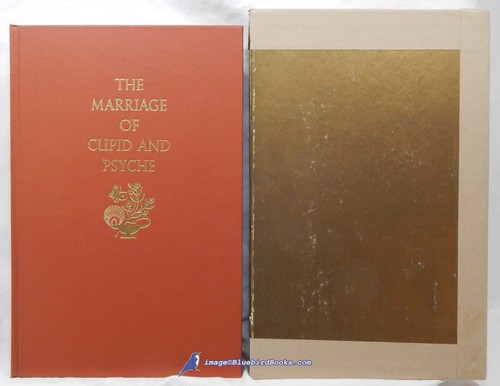 THE
MARRIAGE
OF
CUPID AND
PSYCHE
image©BluebirdBooks.com